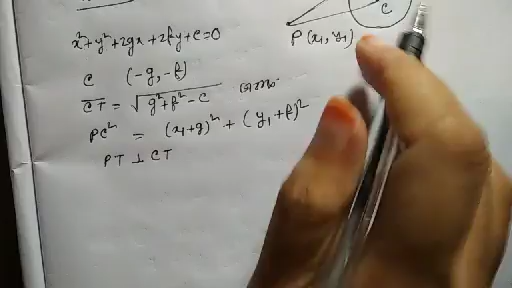 C
P(x₁, y₁)
x²+y²+2gx+2fy+c=0
C (-g, -f)
CT = √g²+f²-c
PC² = (x₁+g)² + (y₁+f)²
PT ⊥ CT